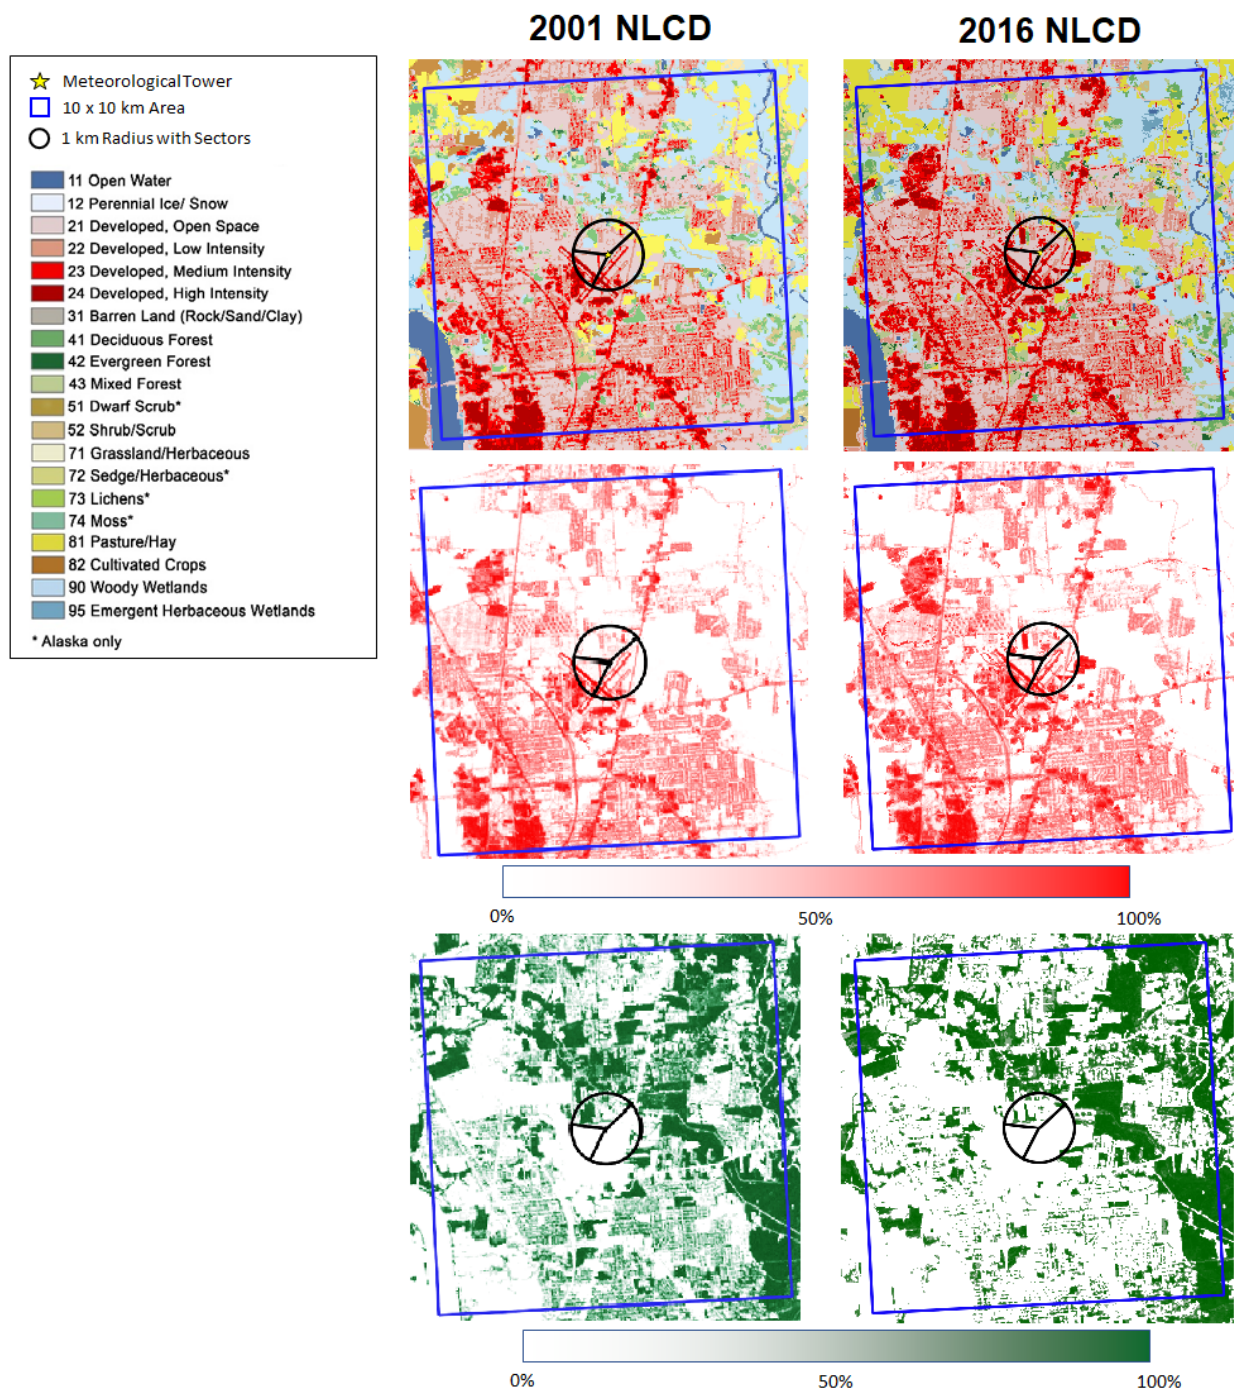 2001 NLCD
2016 NLCD
Meteorological Tower
10 x 10 km Area
1 km Radius with Sectors
11 Open Water
12 Perennial Ice/ Snow
21 Developed, Open Space
22 Developed, Low Intensity
23 Developed, Medium Intensity
24 Developed, High Intensity
31 Barren Land (Rock/Sand/Clay)
41 Deciduous Forest
42 Evergreen Forest
43 Mixed Forest
51 Dwarf Scrub*
52 Shrub/Scrub
71 Grassland/Herbaceous
72 Sedge/Herbaceous*
73 Lichens*
74 Moss*
81 Pasture/Hay
82 Cultivated Crops
90 Woody Wetlands
95 Emergent Herbaceous Wetlands
* Alaska only
0% 50% 100%
0% 50% 100%